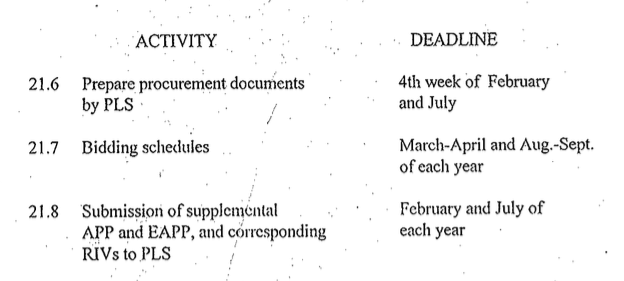 ACTIVITY DEADLINE
21.6 Prepare procurement documents 4th week of February
by PLS and July
21.7 Bidding schedules March-April and Aug.-Sept.
of each year
21.8 Submission of supplemental February and July of
APP and EAPP, and corresponding each year
RIVs to PLS